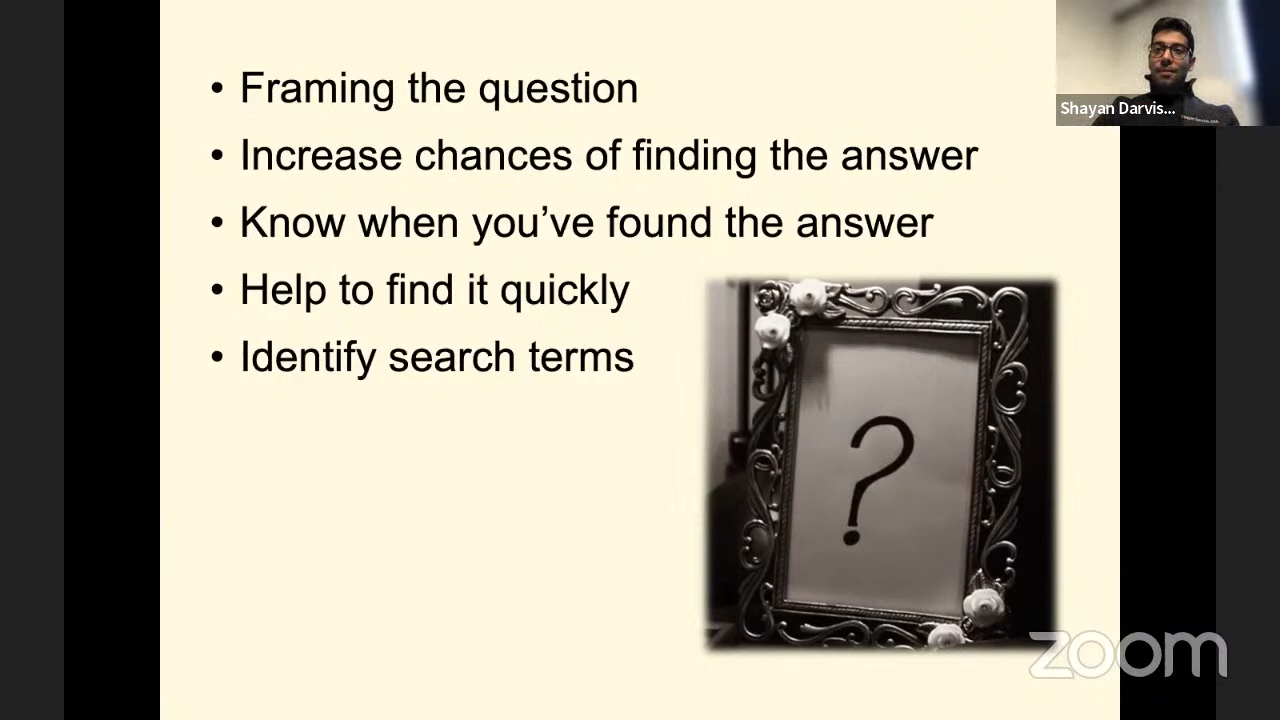 • Framing the question
• Increase chances of finding the answer
• Know when you’ve found the answer
• Help to find it quickly
• Identify search terms
?
Shayan Darvis...
zoom